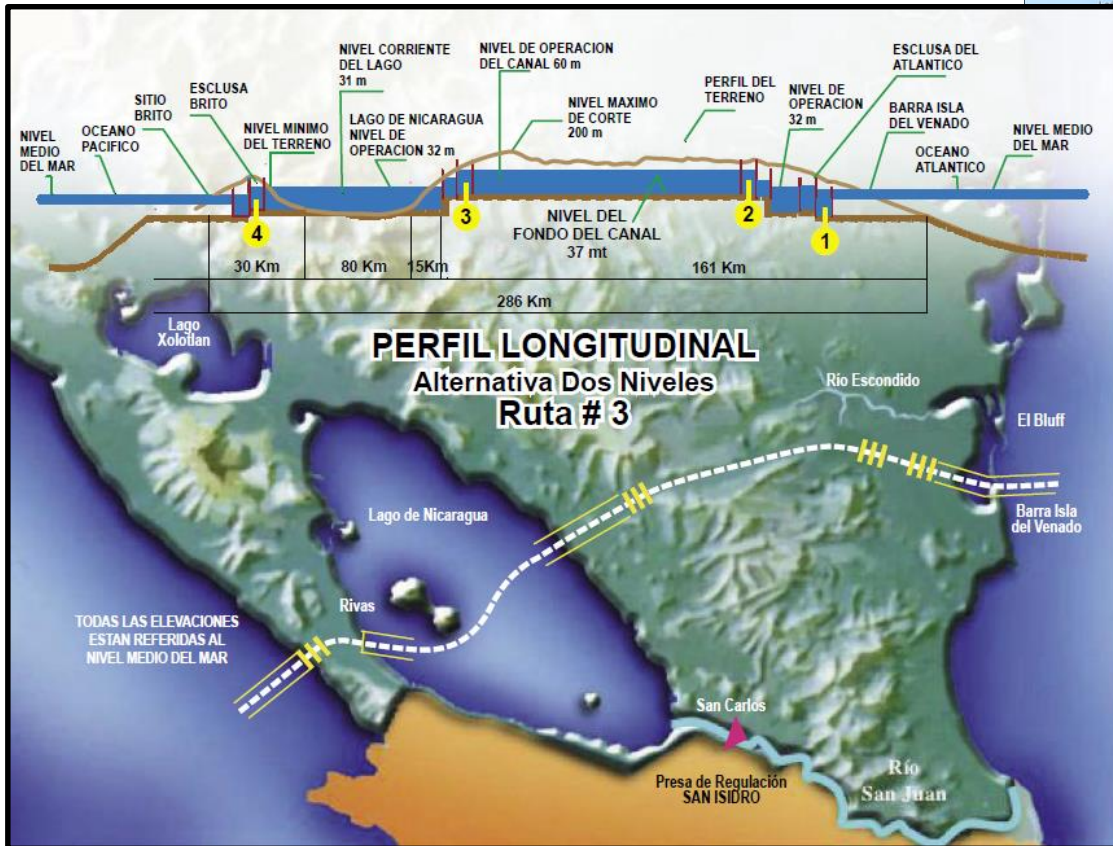 NIVEL
MEDIO
DEL MAR
OCEANO
PACIFICO
SITIO
BRITO
ESCLUSA
BRITO
NIVEL MINIMO
DEL TERRENO
NIVEL CORRIENTE
DEL LAGO
31 m
LAGO DE NICARAGUA
NIVEL DE
OPERACION 32 m
NIVEL DE OPERACION
DEL CANAL 60 m
NIVEL MAXIMO
DE CORTE
200 m
PERFIL DEL
TERRENO
NIVEL DE
OPERACION
32 m
ESCLUSA DEL
ATLANTICO
BARRA ISLA
DEL VENADO
OCEANO
ATLANTICO
NIVEL MEDIO
DEL MAR
4
3
2
1
NIVEL DEL
FONDO DEL CANAL
37 mt
30 Km
80 Km
15Km
161 Km
286 Km
PERFIL LONGITUDINAL
Alternativa Dos Niveles
Ruta # 3
Lago
Xolotlan
Río Escondido
El Bluff
Barra Isla
del Venado
Lago de Nicaragua
Rivas
TODAS LAS ELEVACIONES
ESTAN REFERIDAS AL
NIVEL MEDIO DEL MAR
San Carlos
Presa de Regulación
SAN ISIDRO
Río
San Juan